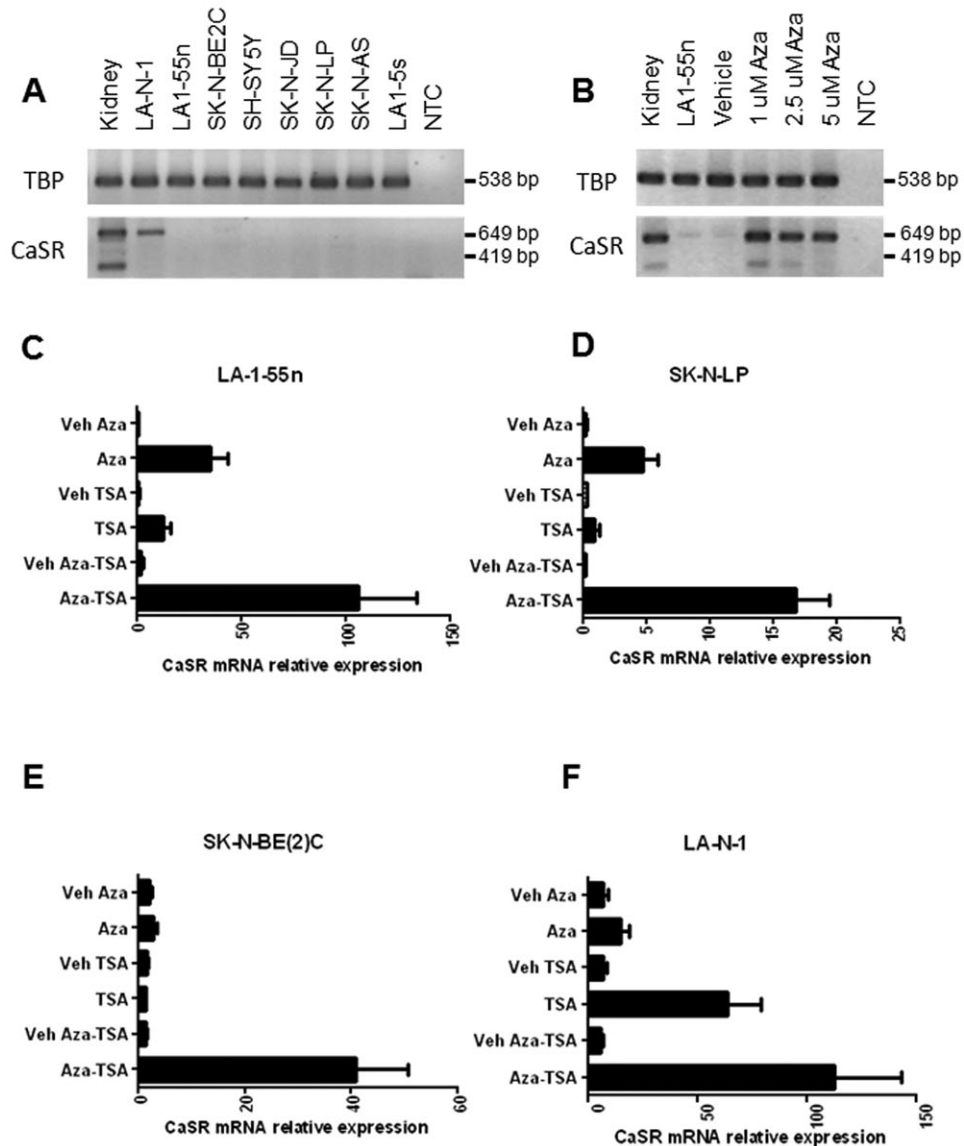 A
Kidney
LA-N-1
LA1-55n
SK-N-BE2C
SH-SY5Y
SK-N-JD
SK-N-LP
SK-N-AS
LA1-5s
NTC
TBP
538 bp
CaSR
649 bp
419 bp
B
Kidney
LA1-55n
Vehicle
1 uM Aza
2.5 uM Aza
5 uM Aza
NTC
TBP
538 bp
CaSR
649 bp
419 bp
C
LA-1-55n
Veh Aza
Aza
Veh TSA
TSA
Veh Aza-TSA
Aza-TSA
0
50
100
150
CaSR mRNA relative expression
D
SK-N-LP
Veh Aza
Aza
Veh TSA
TSA
Veh Aza-TSA
Aza-TSA
0
5
10
15
20
25
CaSR mRNA relative expression
E
SK-N-BE(2)C
Veh Aza
Aza
Veh TSA
TSA
Veh Aza-TSA
Aza-TSA
0
20
40
60
CaSR mRNA relative expression
F
LA-N-1
Veh Aza
Aza
Veh TSA
TSA
Veh Aza-TSA
Aza-TSA
0
50
100
150
CaSR mRNA relative expression